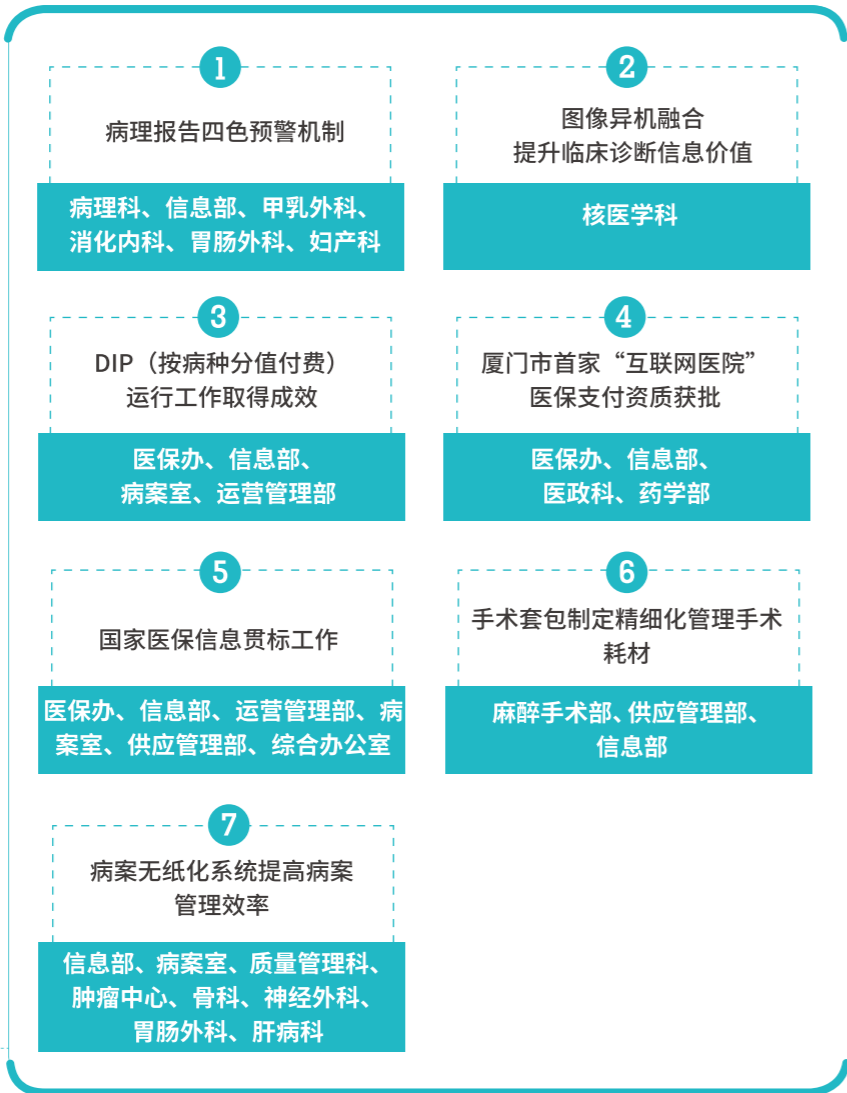 1
病理报告四色预警机制
病理科、信息部、甲乳外科、
消化内科、胃肠外科、妇产科
2
图像异机融合
提升临床诊断信息价值
核医学科
3
DIP（按病种分值付费）
运行工作取得成效
医保办、信息部、
病案室、运营管理部
4
厦门市首家“互联网医院”
医保支付资质获批
医保办、信息部、
医政科、药学部
5
国家医保信息贯标工作
医保办、信息部、运营管理部、病
案室、供应管理部、综合办公室
6
手术套包制定精细化管理手术
耗材
麻醉手术部、供应管理部、
信息部
7
病案无纸化系统提高病案
管理效率
信息部、病案室、质量管理科、
肿瘤中心、骨科、神经外科、
胃肠外科、肝病科